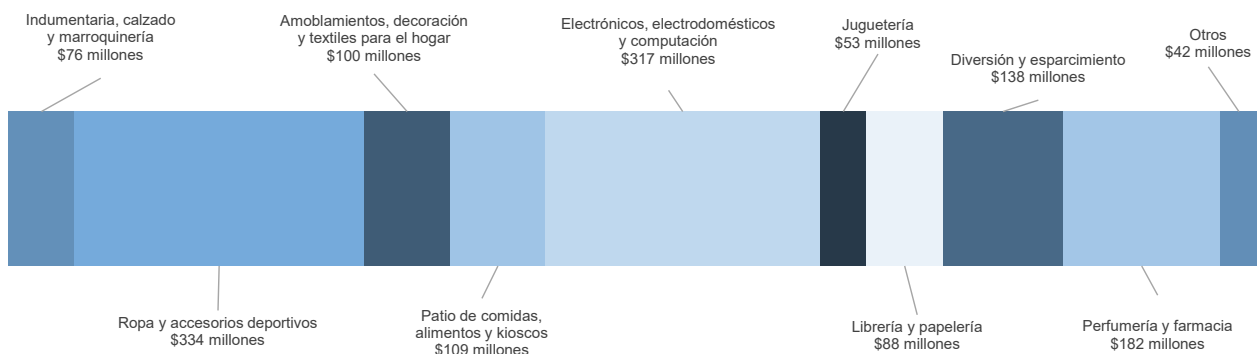 Indumentaria, calzado
y marroquinería
$76 millones
Amoblamientos, decoración
y textiles para el hogar
$100 millones
Electrónicos, electrodomésticos
y computación
$317 millones
Juguetería
$53 millones
Diversión y esparcimiento
$138 millones
Otros
$42 millones
Ropa y accesorios deportivos
$334 millones
Patio de comidas,
alimentos y kioscos
$109 millones
Librería y papelería
$88 millones
Perfumería y farmacia
$182 millones